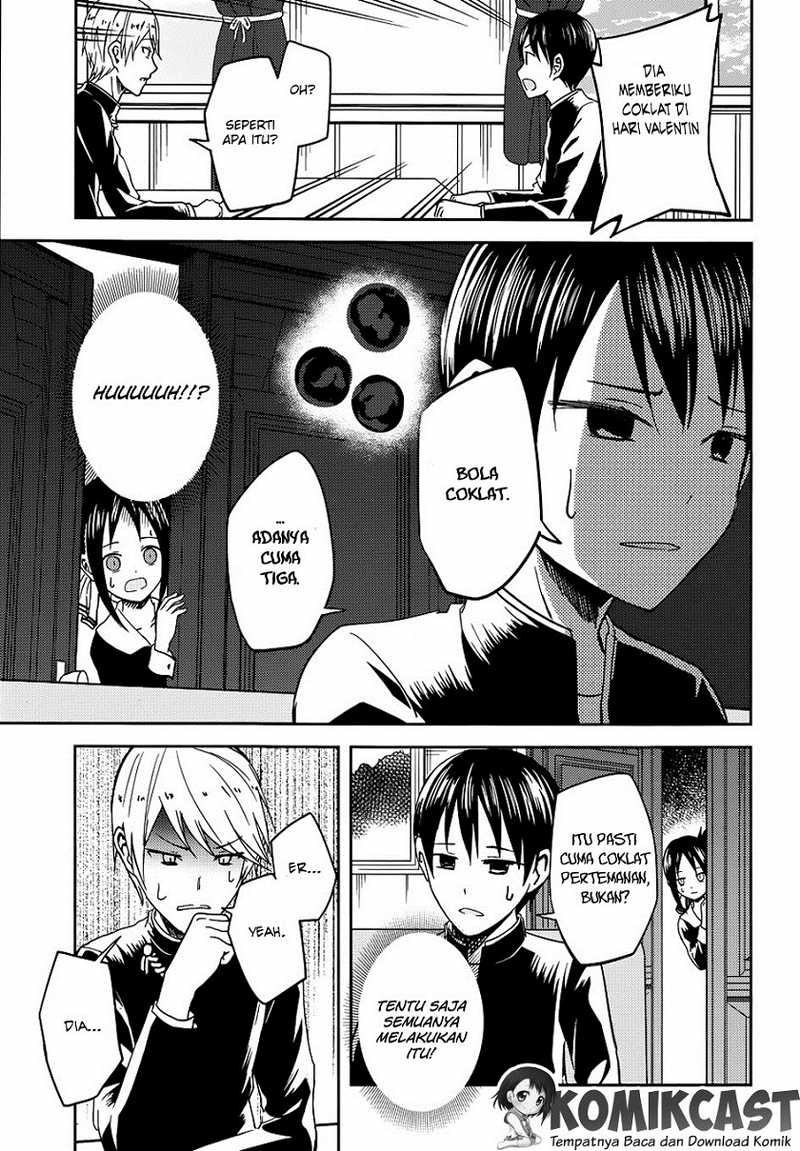 DIA
MEMBERIKU
COKLAT DI
HARI VALENTIN
OH?
SEPERTI
APA ITU?
BOLA
COKLAT.
...
ADANYA
CUMA
TIGA.
HUUUUUH!!?
ITU PASTI
CUMA COKLAT
PERTEMANAN,
BUKAN?
TENTU SAJA
SEMUANYA
MELAKUKAN
ITU!
ER...
YEAH.
DIA...
KOMIKCAST
Tempatnya Baca dan Download Komik